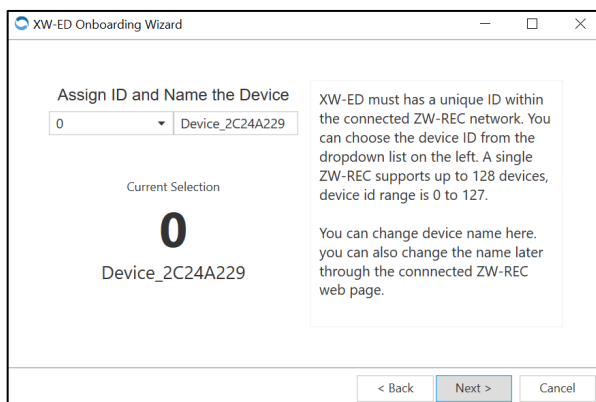 XW-ED Onboarding Wizard
Assign ID and Name the Device
0 Device_2C24A229
Current Selection
0
Device_2C24A229
XW-ED must has a unique ID within
the connected ZW-REC network. You
can choose the device ID from the
dropdown list on the left. A single
ZW-REC supports up to 128 devices,
device id range is 0 to 127.
You can change device name here.
you can also change the name later
through the connnected ZW-REC
web page.
< Back Next > Cancel